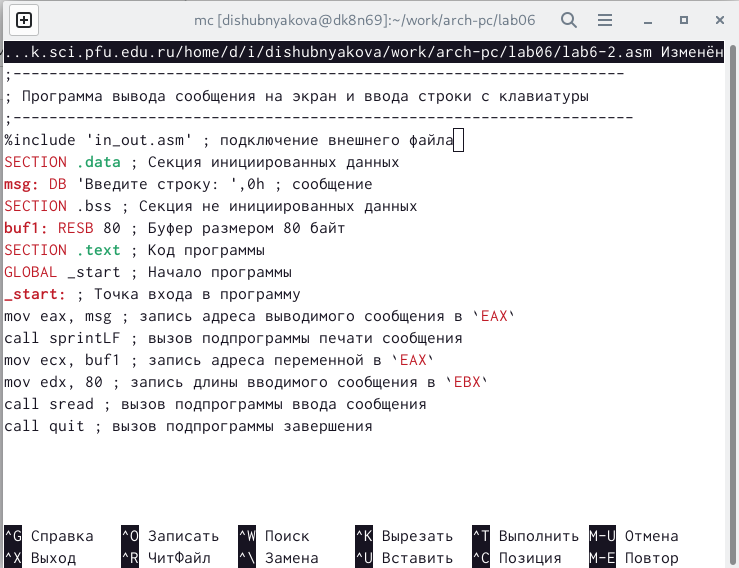 mc [dishubnyakova@dk8n69]:~/work/arch-pc/lab06
...k.sci.pfu.edu.ru/home/d/i/dishubnyakova/work/arch-pc/lab06/lab6-2.asm Изменён
;--------------------------------------------------------------------
; Программа вывода сообщения на экран и ввода строки с клавиатуры
;---------------------------------------------------------------------
%include 'in_out.asm' ; подключение внешнего файла
SECTION .data ; Секция инициированных данных
msg: DB 'Введите строку: ',0h ; сообщение
SECTION .bss ; Секция не инициированных данных
buf1: RESB 80 ; Буфер размером 80 байт
SECTION .text ; Код программы
GLOBAL _start ; Начало программы
_start: ; Точка входа в программу
mov eax, msg ; запись адреса выводимого сообщения в `EAX`
call sprintLF ; вызов подпрограммы печати сообщения
mov ecx, buf1 ; запись адреса переменной в `EAX`
mov edx, 80 ; запись длины вводимого сообщения в `EBX`
call sread ; вызов подпрограммы ввода сообщения
call quit ; вызов подпрограммы завершения
^G Справка ^O Записать ^W Поиск ^K Вырезать ^T Выполнить M-U Отмена
^X Выход ^R ЧитФайл ^\ Замена ^U Вставить ^C Позиция M-E Повтор